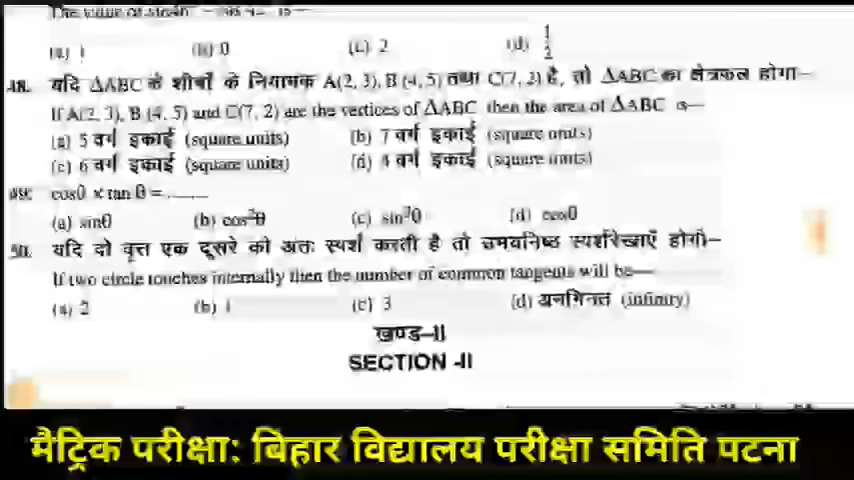 The value of
(a) 1 (b) 0 (c) 2 (d) 1/2
48. यदि ΔABC के शीर्षों के नियामक A(2, 3), B (4, 5) तथा C(7, 2) है, तो ΔABC का क्षेत्रफल होगा—
If A(2, 3), B (4, 5) and C(7, 2) are the vertices of ΔABC then the area of ΔABC is—
(a) 5 वर्ग इकाई (square units) (b) 7 वर्ग इकाई (square units)
(c) 6 वर्ग इकाई (square units) (d) 4 वर्ग इकाई (square units)
49. cosθ × tan θ = ........
(a) sinθ (b) cos²θ (c) sin²θ (d) cosθ
50. यदि दो वृत्त एक दूसरे को अंतः स्पर्श करती है तो उभयनिष्ठ स्पर्शरेखाएँ होगी—
If two circle touches internally then the number of common tangents will be—
(a) 2 (b) 1 (c) 3 (d) अनगिनत (infinity)
खण्ड–II
SECTION -II
मैट्रिक परीक्षा: बिहार विद्यालय परीक्षा समिति पटना